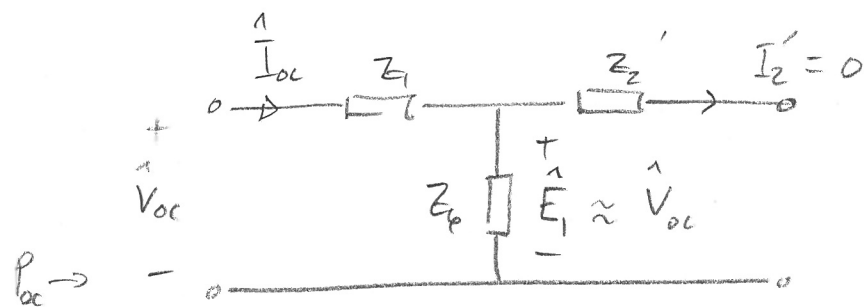 Î_oc Z_1 Z_2' I_2' = 0
+ +
V̂_oc Z_φ Ê_1 ≈ V̂_oc
P_oc → − −